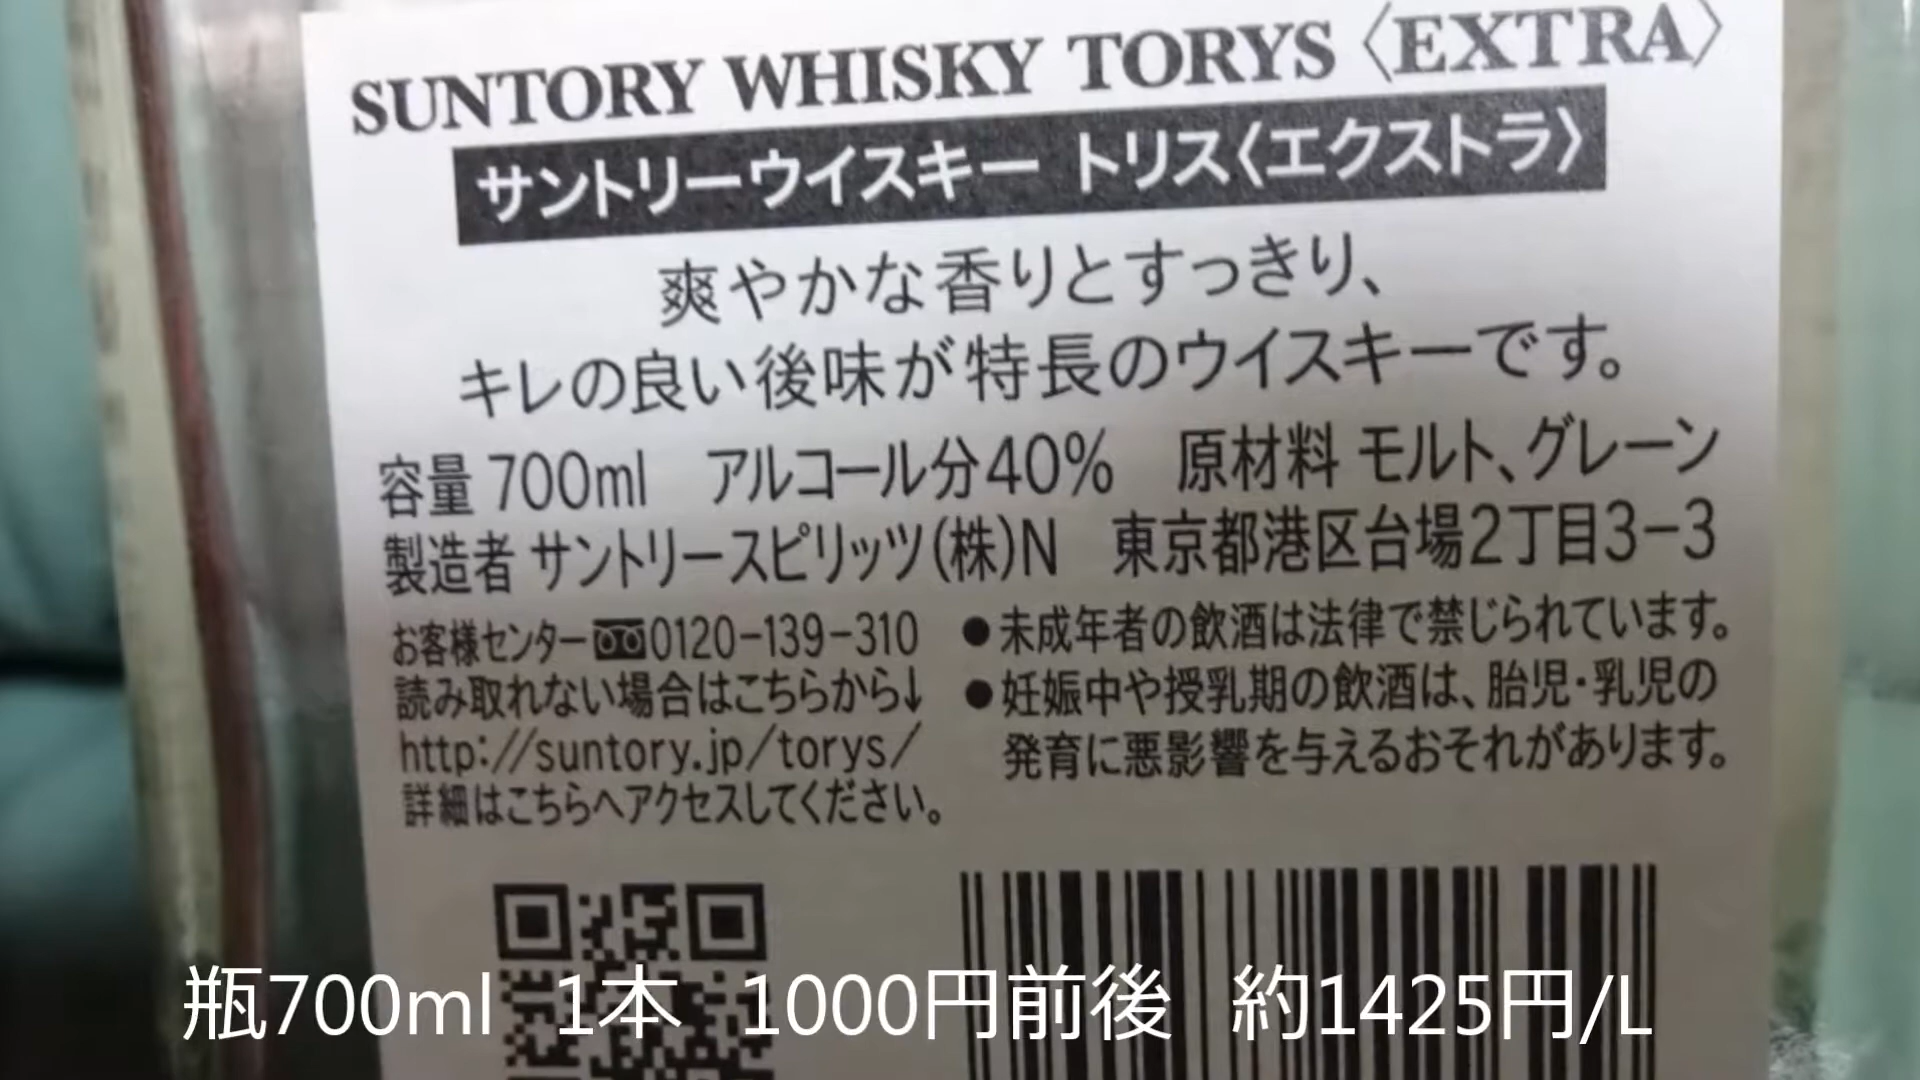 SUNTORY WHISKY TORYS〈EXTRA〉
サントリーウイスキー トリス〈エクストラ〉
爽やかな香りとすっきり、
キレの良い後味が特長のウイスキーです。
容量 700ml アルコール分40% 原材料 モルト、グレーン
製造者 サントリースピリッツ(株)N 東京都港区台場2丁目3-3
お客様センター 0120-139-310
読み取れない場合はこちらから↓
http://suntory.jp/torys/
詳細はこちらへアクセスしてください。
●未成年者の飲酒は法律で禁じられています。
●妊娠中や授乳期の飲酒は、胎児・乳児の
発育に悪影響を与えるおそれがあります。
瓶700ml 1本 1000円前後 約1425円/L